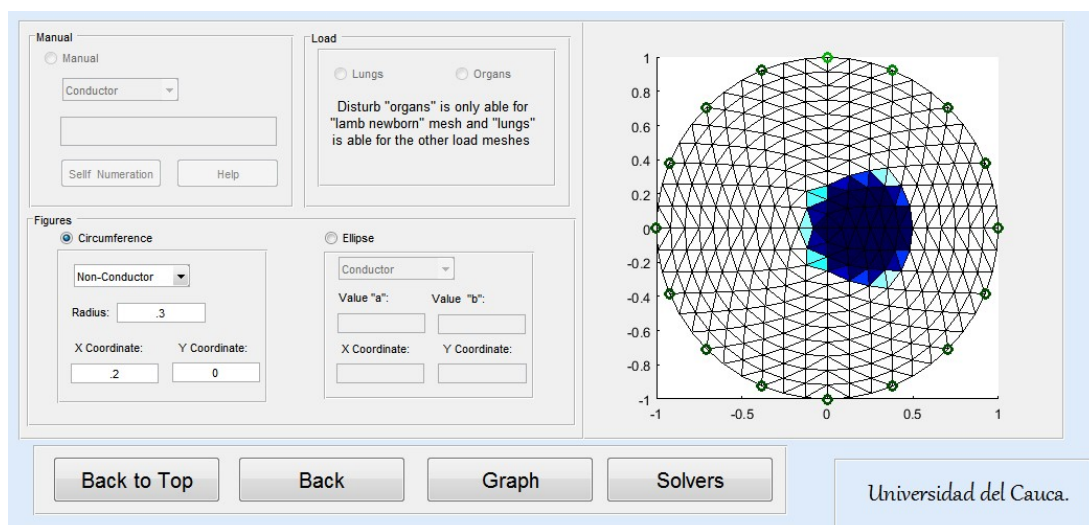 Manual
Manual
Conductor
Sellf Numeration
Help
Load
Lungs
Organs
Disturb "organs" is only able for
"lamb newborn" mesh and "lungs"
is able for the other load meshes
Figures
Circumference
Non-Conductor
Radius:
.3
X Coordinate:
Y Coordinate:
.2
0
Ellipse
Conductor
Value "a":
Value "b":
X Coordinate:
Y Coordinate:
1
0.8
0.6
0.4
0.2
0
-0.2
-0.4
-0.6
-0.8
-1
-1
-0.5
0
0.5
1
Back to Top
Back
Graph
Solvers
Universidad del Cauca.